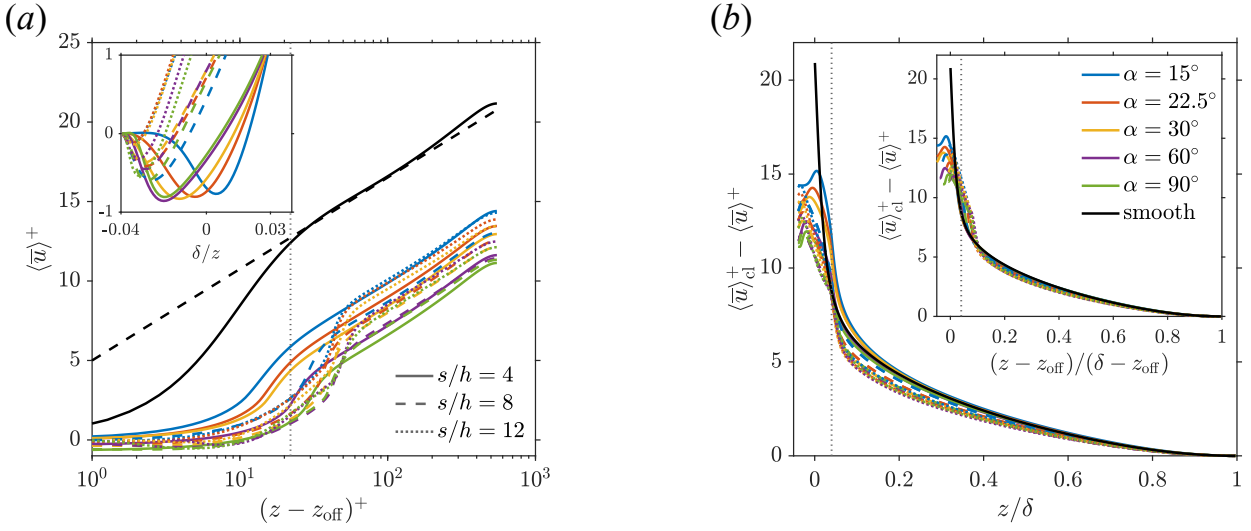 (a)
25
20
15
10
5
0
10⁰ 10¹ 10² 10³
⟨u̅⟩⁺
(z − z_off)⁺
1
0
-1
-0.04 0 0.03
δ/z
s/h = 4
s/h = 8
s/h = 12
(b)
20
15
10
5
0
0 0.2 0.4 0.6 0.8 1
⟨u̅⟩⁺_cl − ⟨u̅⟩⁺
z/δ
20
15
10
5
0
0 0.2 0.4 0.6 0.8 1
⟨u̅⟩⁺_cl − ⟨u̅⟩⁺
(z − z_off)/(δ − z_off)
α = 15°
α = 22.5°
α = 30°
α = 60°
α = 90°
smooth